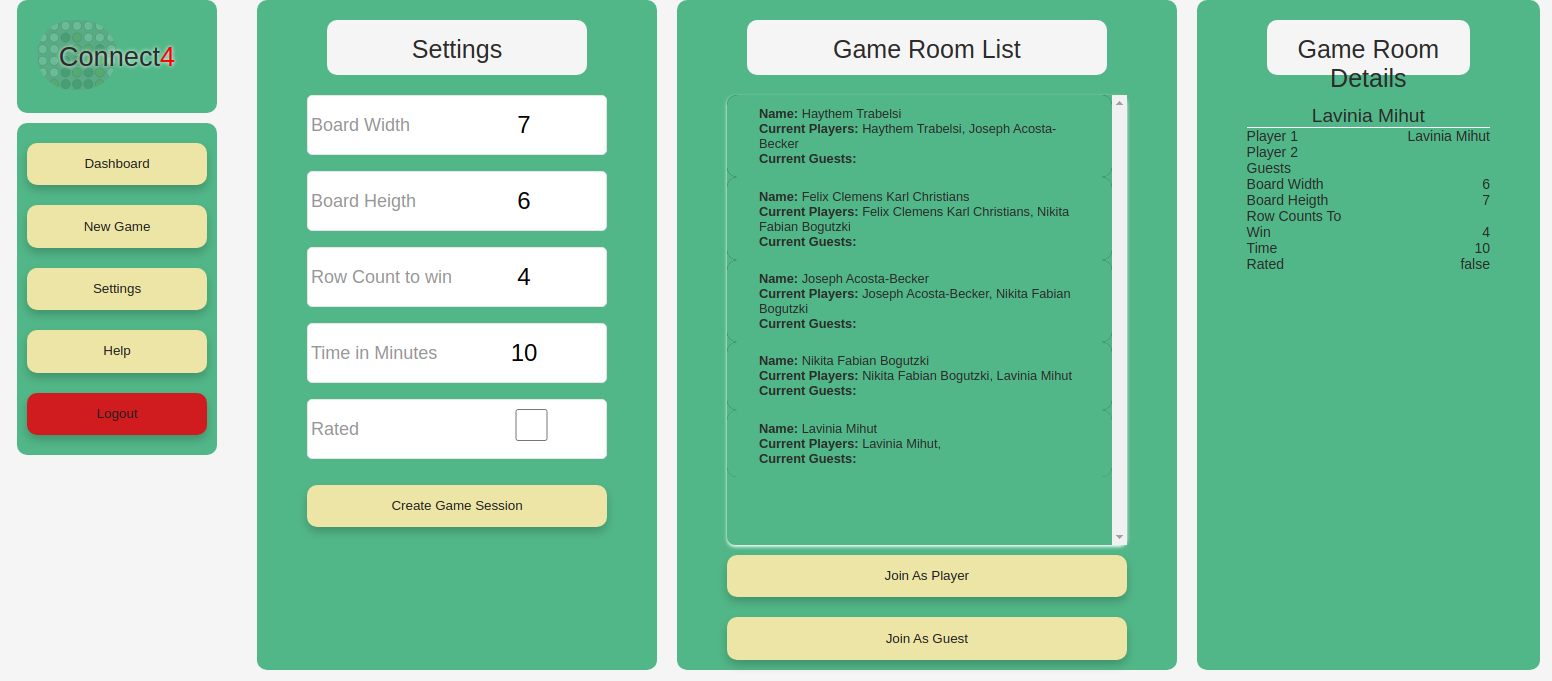 Connect4
Dashboard
New Game
Settings
Help
Logout
Settings
Board Width 7
Board Heigth 6
Row Count to win 4
Time in Minutes 10
Rated
Create Game Session
Game Room List
Name: Haythem Trabelsi
Current Players: Haythem Trabelsi, Joseph Acosta-
Becker
Current Guests:
Name: Felix Clemens Karl Christians
Current Players: Felix Clemens Karl Christians, Nikita
Fabian Bogutzki
Current Guests:
Name: Joseph Acosta-Becker
Current Players: Joseph Acosta-Becker, Nikita Fabian
Bogutzki
Current Guests:
Name: Nikita Fabian Bogutzki
Current Players: Nikita Fabian Bogutzki, Lavinia Mihut
Current Guests:
Name: Lavinia Mihut
Current Players: Lavinia Mihut,
Current Guests:
Join As Player
Join As Guest
Game Room
Details
Lavinia Mihut
Player 1 Lavinia Mihut
Player 2
Guests
Board Width 6
Board Heigth 7
Row Counts To
Win 4
Time 10
Rated false